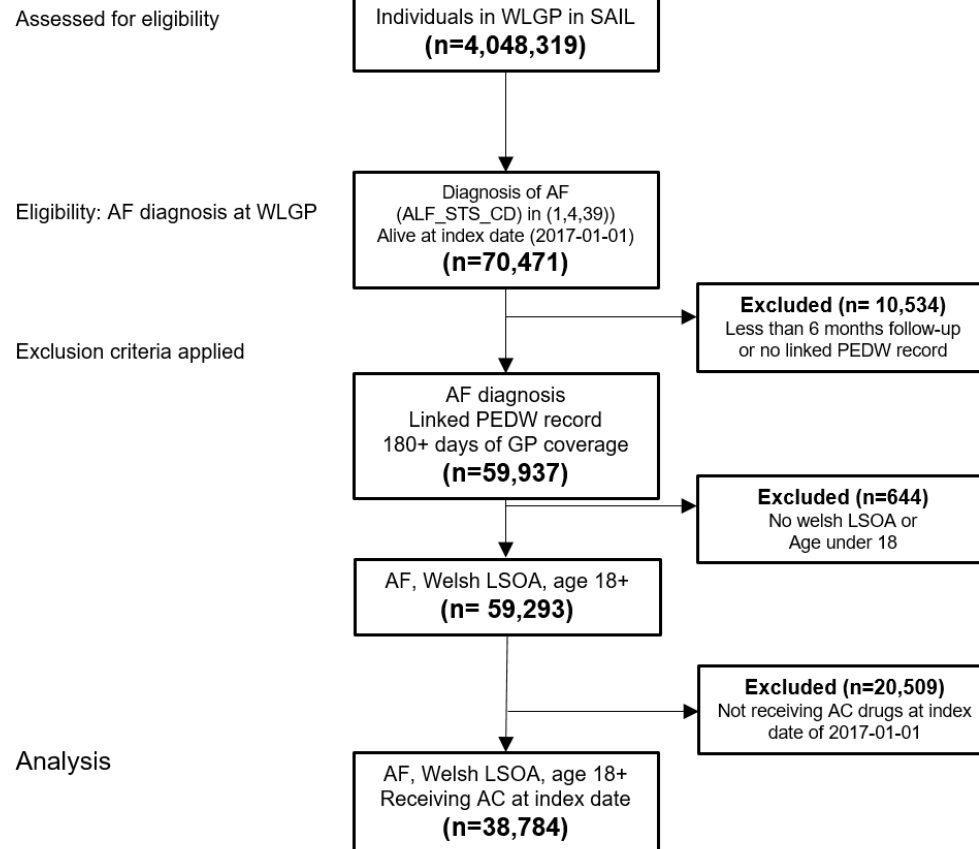 Assessed for eligibility
Individuals in WLGP in SAIL
(n=4,048,319)
Eligibility: AF diagnosis at WLGP
Diagnosis of AF
(ALF_STS_CD) in (1,4,39))
Alive at index date (2017-01-01)
(n=70,471)
Excluded (n= 10,534)
Less than 6 months follow-up
or no linked PEDW record
Exclusion criteria applied
AF diagnosis
Linked PEDW record
180+ days of GP coverage
(n=59,937)
Excluded (n=644)
No welsh LSOA or
Age under 18
AF, Welsh LSOA, age 18+
(n= 59,293)
Excluded (n=20,509)
Not receiving AC drugs at index
date of 2017-01-01
Analysis
AF, Welsh LSOA, age 18+
Receiving AC at index date
(n=38,784)